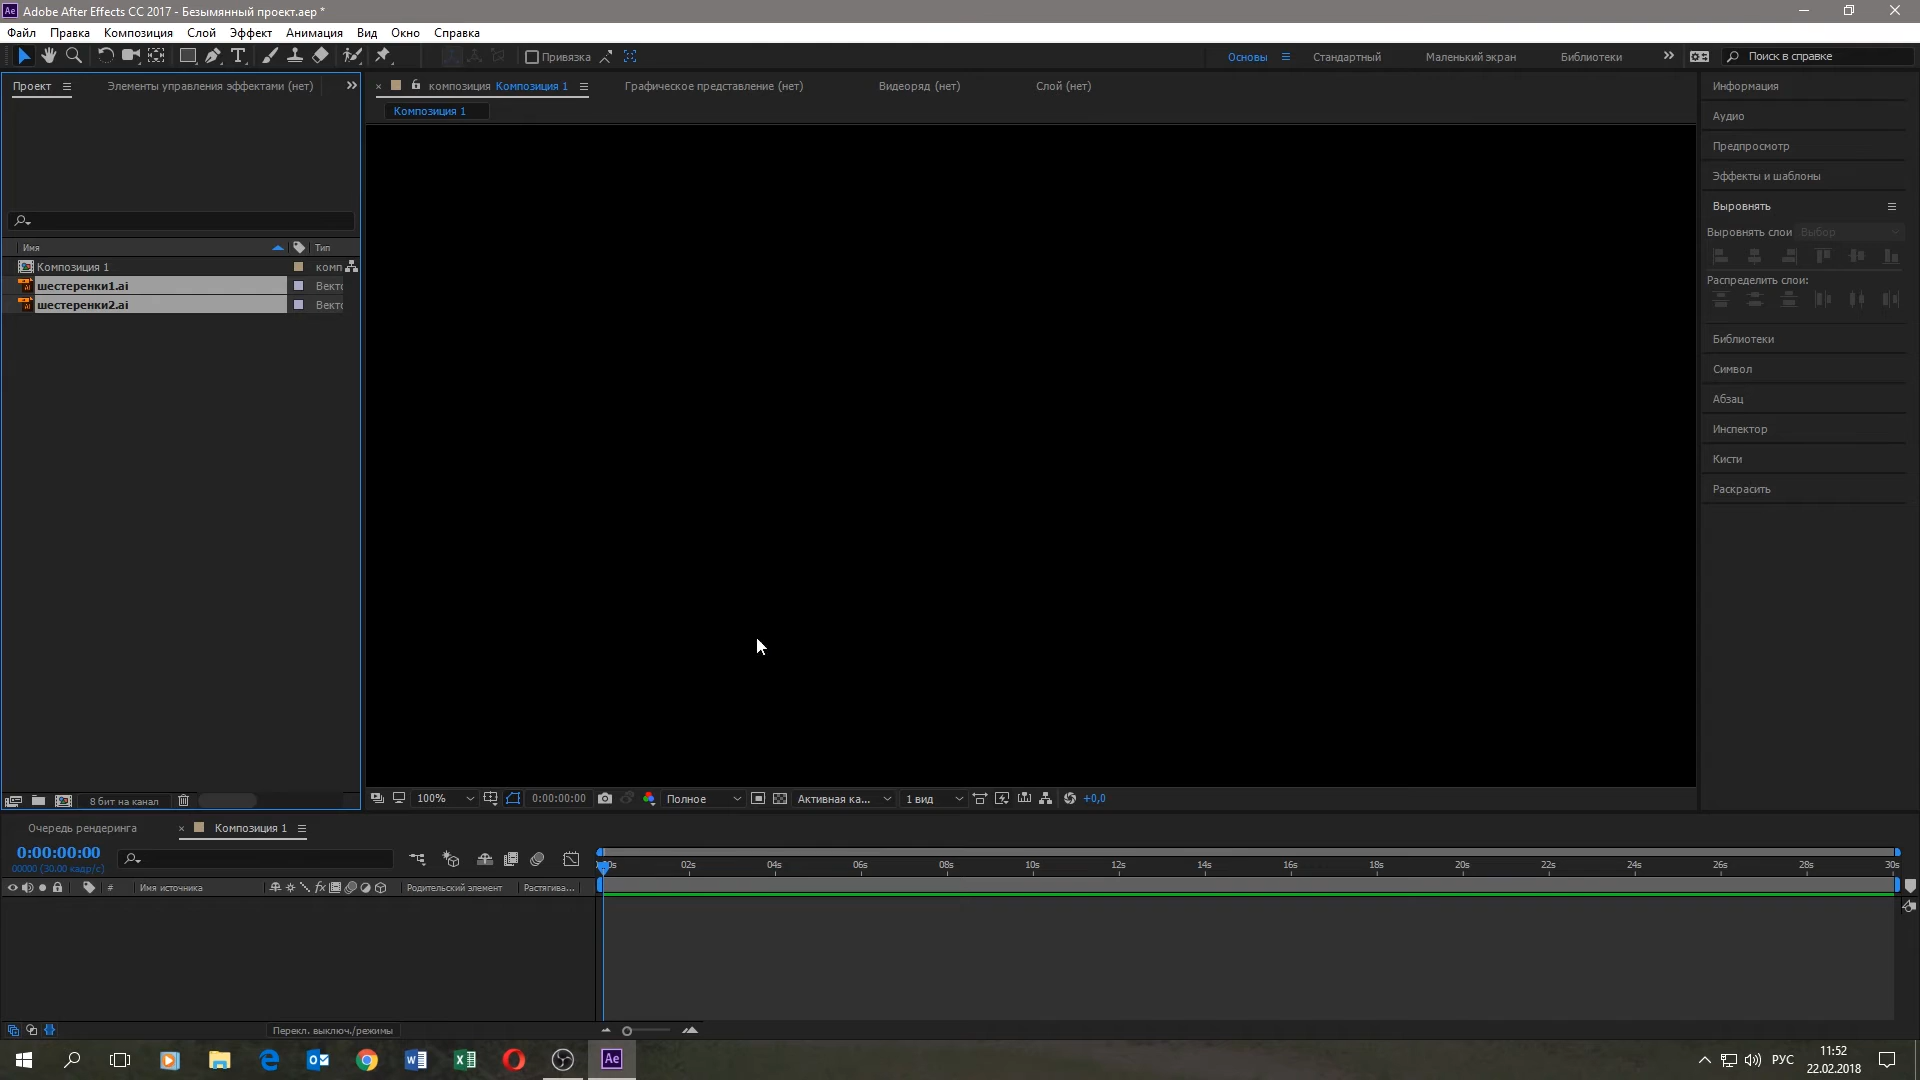 Adobe After Effects CC 2017 - Безымянный проект.aep *
Файл Правка Композиция Слой Эффект Анимация Вид Окно Справка
Привязка Основы Стандартный Маленький экран Библиотеки Поиск в справке
Проект Элементы управления эффектами (нет) композиция Композиция 1 Графическое представление (нет) Видеоряд (нет) Слой (нет)
Композиция 1
Информация
Аудио
Предпросмотр
Эффекты и шаблоны
Выровнять
Выровнять слои Выбор
Распределить слои:
Библиотеки
Символ
Абзац
Инспектор
Кисти
Раскрасить
Имя Тип
Композиция 1 комп
шестеренки1.ai Вект
шестеренки2.ai Вект
8 бит на канал
100% 0:00:00:00 Полное Активная ка... 1 вид +0,0
Очередь рендеринга Композиция 1
0:00:00:00
00000 (30.00 кадр/с)
00s 02s 04s 06s 08s 10s 12s 14s 16s 18s 20s 22s 24s 26s 28s 30s
# Имя источника fx Родительский элемент Растягива...
Перекл. выключ./режимы
Ae РУС 11:52
22.02.2018